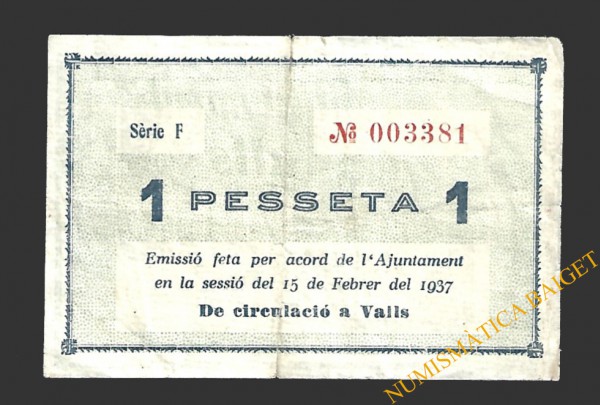 Sèrie F
№ 003381
1 PESSETA 1
Emissió feta per acord de l'Ajuntament
en la sessió del 15 de Febrer del 1937
De circulació a Valls
NUMISMÀTICA BAIGET